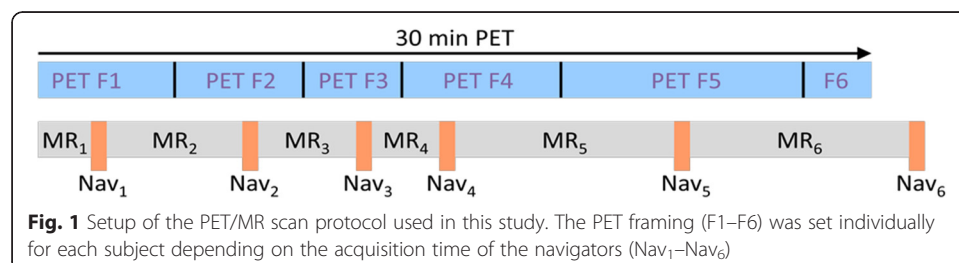 30 min PET
PET F1 PET F2 PET F3 PET F4 PET F5 F6
MR₁ MR₂ MR₃ MR₄ MR₅ MR₆
Nav₁ Nav₂ Nav₃ Nav₄ Nav₅ Nav₆
Fig. 1 Setup of the PET/MR scan protocol used in this study. The PET framing (F1–F6) was set individually
for each subject depending on the acquisition time of the navigators (Nav₁–Nav₆)